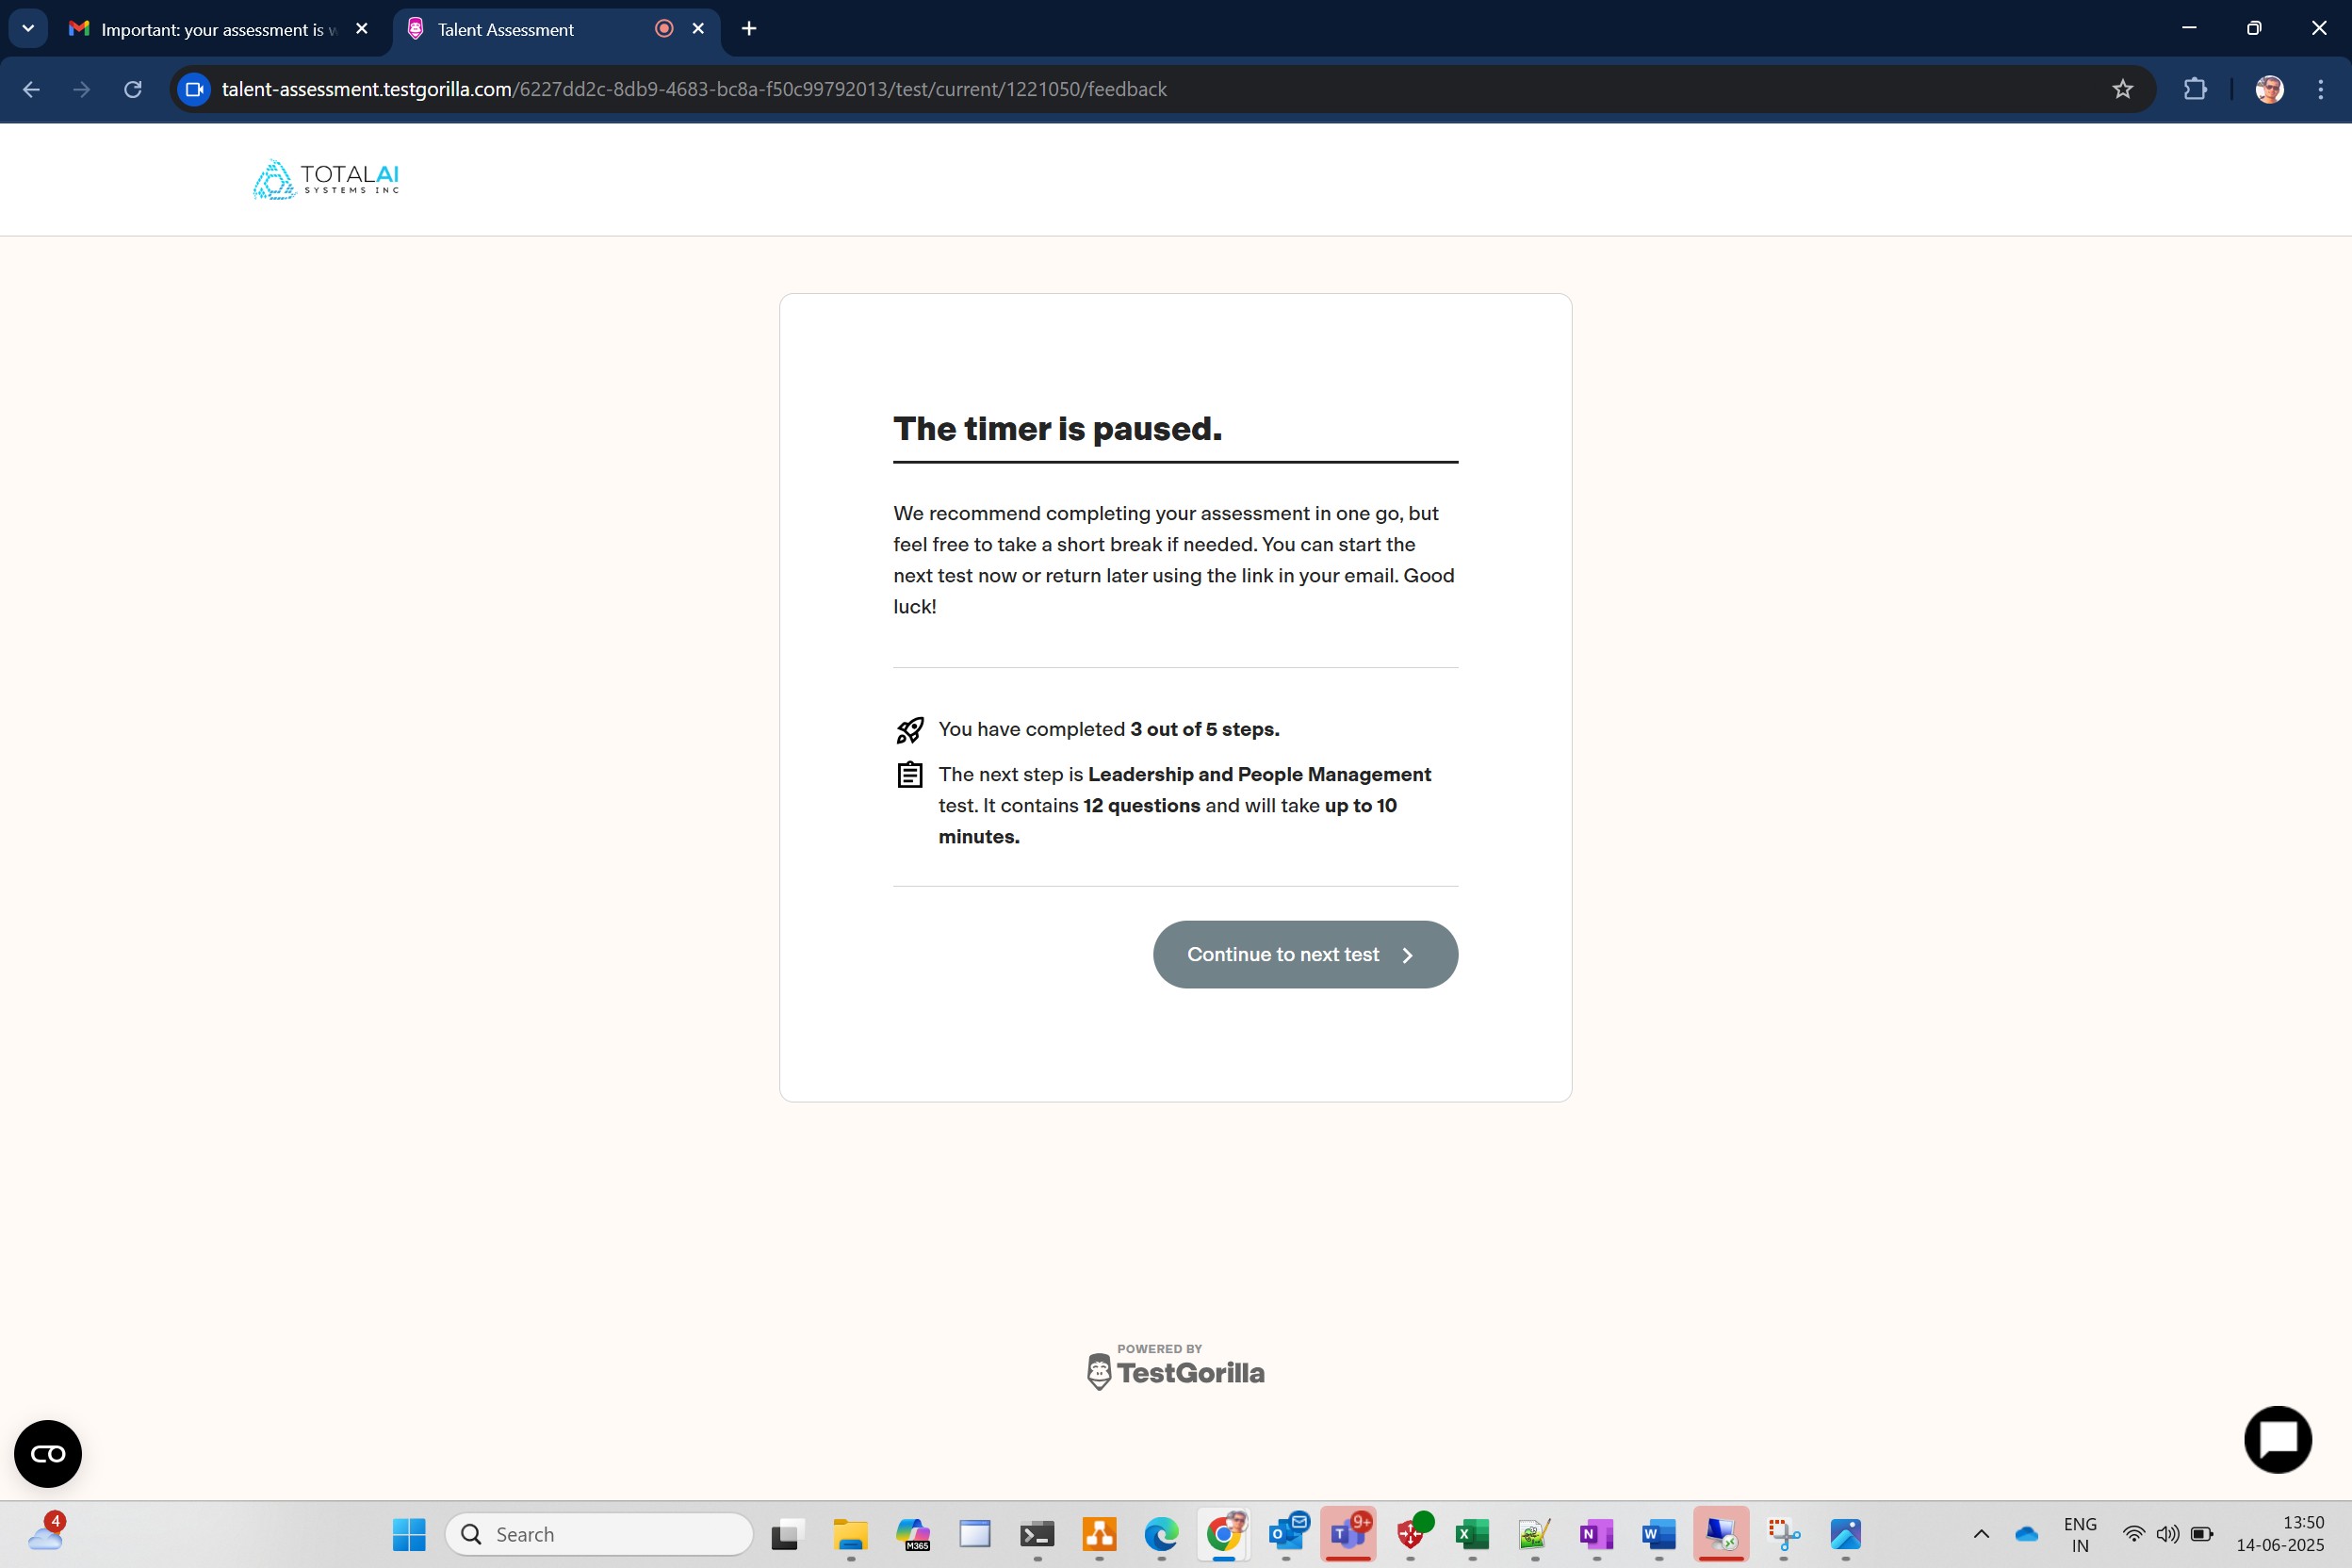 Important: your assessment is w
Talent Assessment
talent-assessment.testgorilla.com/6227dd2c-8db9-4683-bc8a-f50c99792013/test/current/1221050/feedback
TOTALAI
SYSTEMS INC
The timer is paused.
We recommend completing your assessment in one go, but
feel free to take a short break if needed. You can start the
next test now or return later using the link in your email. Good
luck!
You have completed 3 out of 5 steps.
The next step is Leadership and People Management
test. It contains 12 questions and will take up to 10
minutes.
Continue to next test
POWERED BY
TestGorilla
4
Search
M365
9+
ENG
IN
13:50
14-06-2025